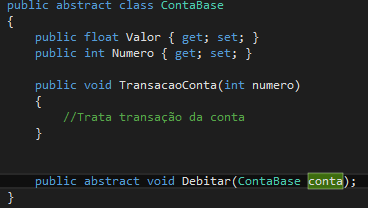 public abstract class ContaBase
{
    public float Valor { get; set; }
    public int Numero { get; set; }
    public void TransacaoConta(int numero)
    {
        //Trata transação da conta
    }
    public abstract void Debitar(ContaBase conta);
}